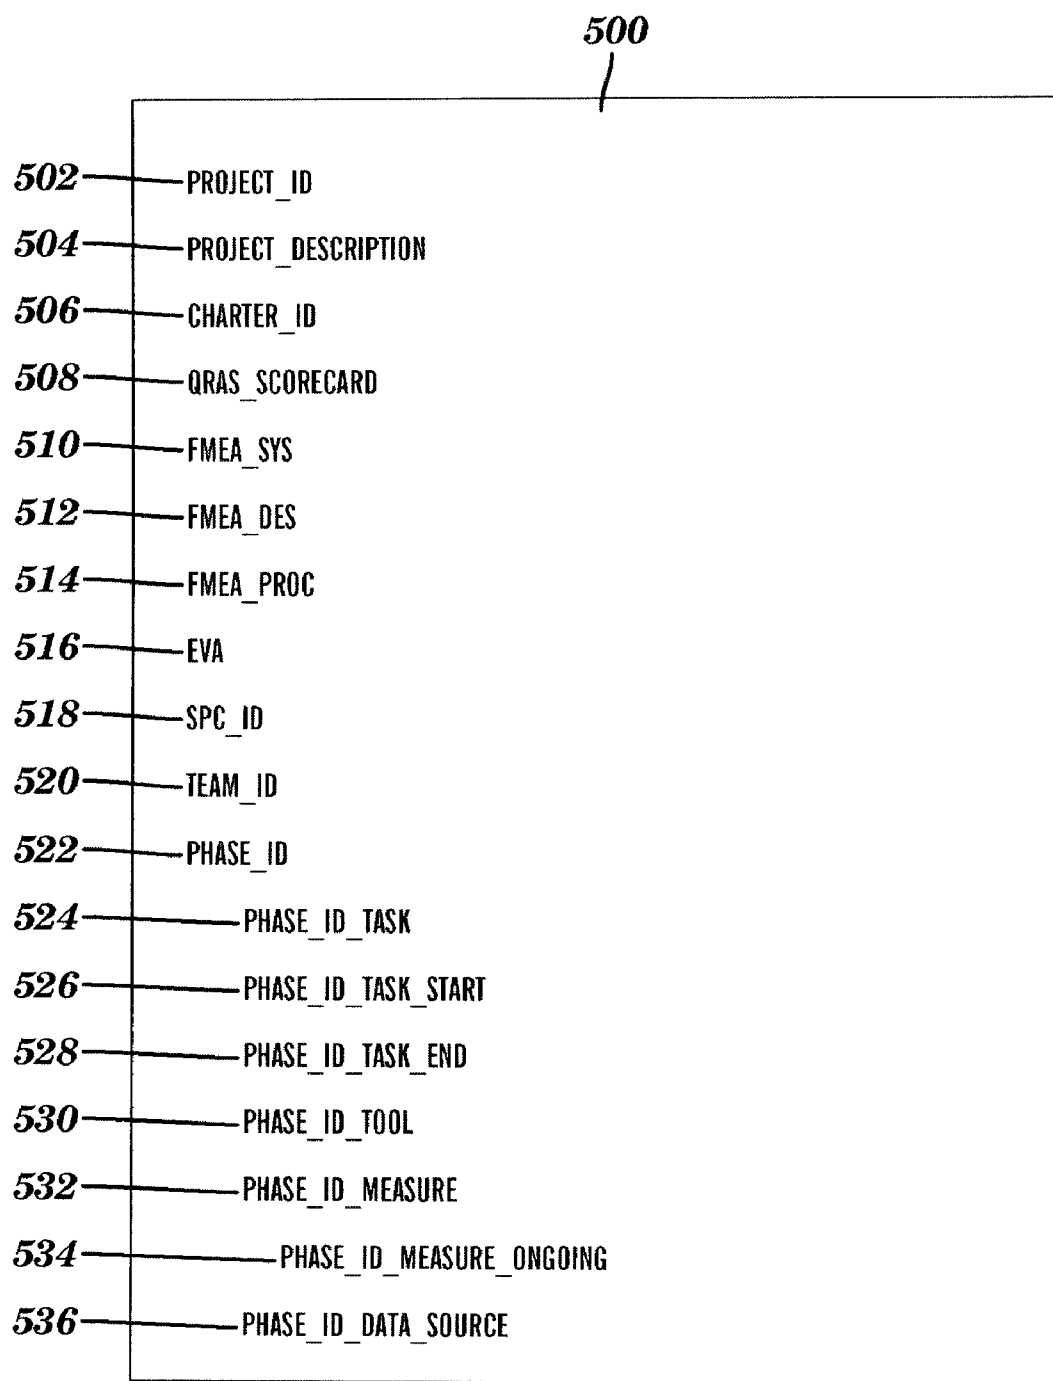 500
502 PROJECT_ID
504 PROJECT_DESCRIPTION
506 CHARTER_ID
508 QRAS_SCORECARD
510 FMEA_SYS
512 FMEA_DES
514 FMEA_PROC
516 EVA
518 SPC_ID
520 TEAM_ID
522 PHASE_ID
524 PHASE_ID_TASK
526 PHASE_ID_TASK_START
528 PHASE_ID_TASK_END
530 PHASE_ID_TOOL
532 PHASE_ID_MEASURE
534 PHASE_ID_MEASURE_ONGOING
536 PHASE_ID_DATA_SOURCE